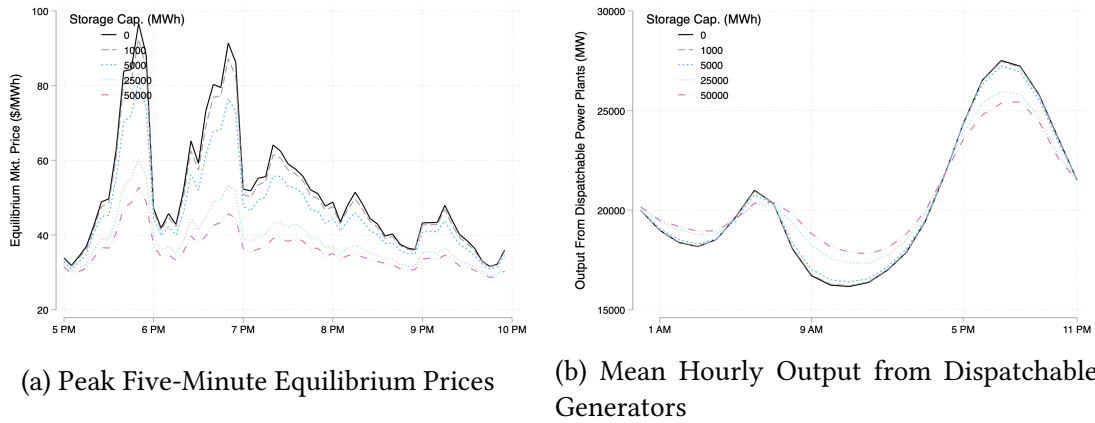 Storage Cap. (MWh)
0
1000
5000
25000
50000
Equilibrium Mkt. Price ($/MWh)
100
80
60
40
20
5 PM 6 PM 7 PM 8 PM 9 PM 10 PM
(a) Peak Five-Minute Equilibrium Prices
Storage Cap. (MWh)
0
1000
5000
25000
50000
Output From Dispatchable Power Plants (MW)
30000
25000
20000
15000
1 AM 9 AM 5 PM 11 PM
(b) Mean Hourly Output from Dispatchable
Generators